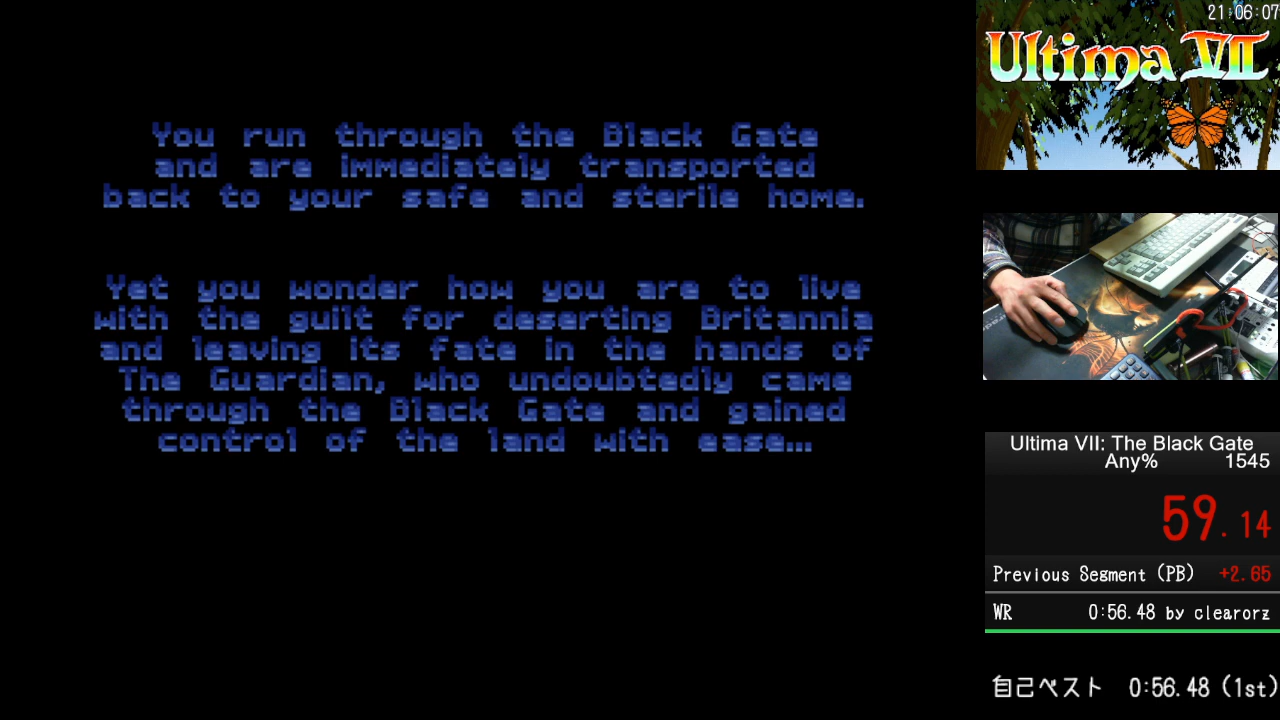 You run through the Black Gate
and are immediately transported
back to your safe and sterile home.
Yet you wonder how you are to live
with the guilt for deserting Britannia
and leaving its fate in the hands of
The Guardian, who undoubtedly came
through the Black Gate and gained
control of the land with ease...
21:06:07
Ultima VII
Ultima VII: The Black Gate
Any% 1545
59.14
Previous Segment (PB) +2.65
WR 0:56.48 by clearorz
自己ベスト 0:56.48 (1st)